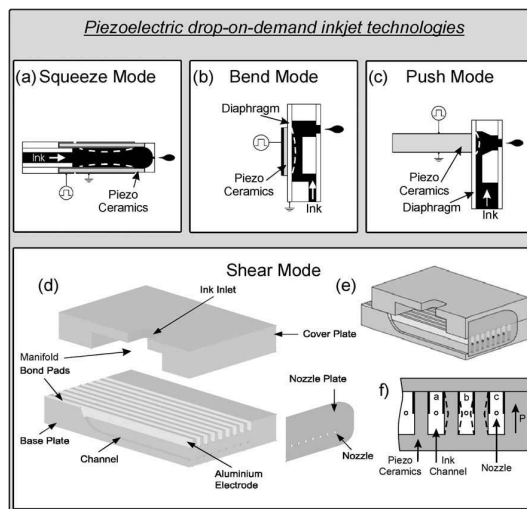 Piezoelectric drop-on-demand inkjet technologies
(a) Squeeze Mode
Ink
Piezo
Ceramics
(b) Bend Mode
Diaphragm
Piezo
Ceramics
Ink
(c) Push Mode
Piezo
Ceramics
Diaphragm
Ink
Shear Mode
(d)
Ink Inlet
Cover Plate
Manifold
Bond Pads
Base Plate
Channel
Aluminium
Electrode
Nozzle Plate
Nozzle
(e)
f)
a
b
c
P
Piezo
Ceramics
Ink
Channel
Nozzle